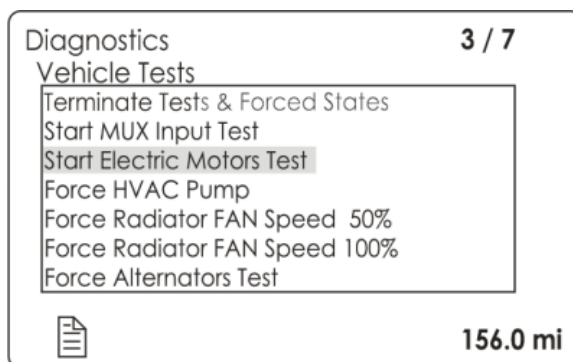 Diagnostics 3 / 7
Vehicle Tests
Terminate Tests & Forced States
Start MUX Input Test
Start Electric Motors Test
Force HVAC Pump
Force Radiator FAN Speed 50%
Force Radiator FAN Speed 100%
Force Alternators Test
156.0 mi